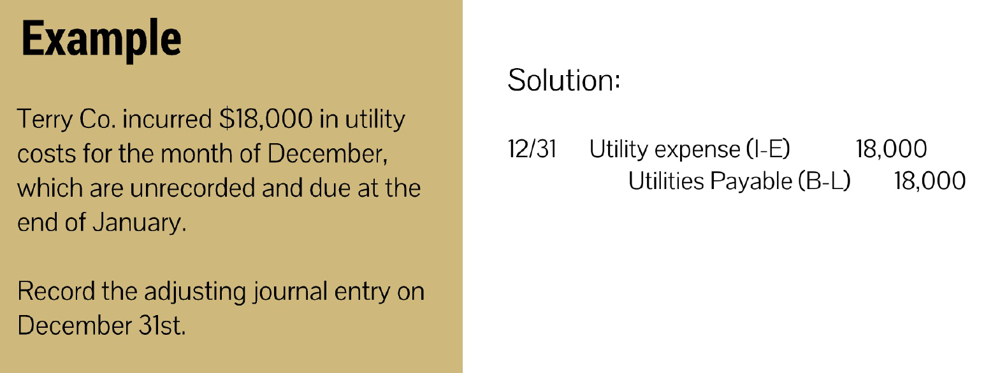 Example
Terry Co. incurred $18,000 in utility
costs for the month of December,
which are unrecorded and due at the
end of January.
Record the adjusting journal entry on
December 31st.
Solution:
12/31 Utility expense (I-E) 18,000
Utilities Payable (B-L) 18,000